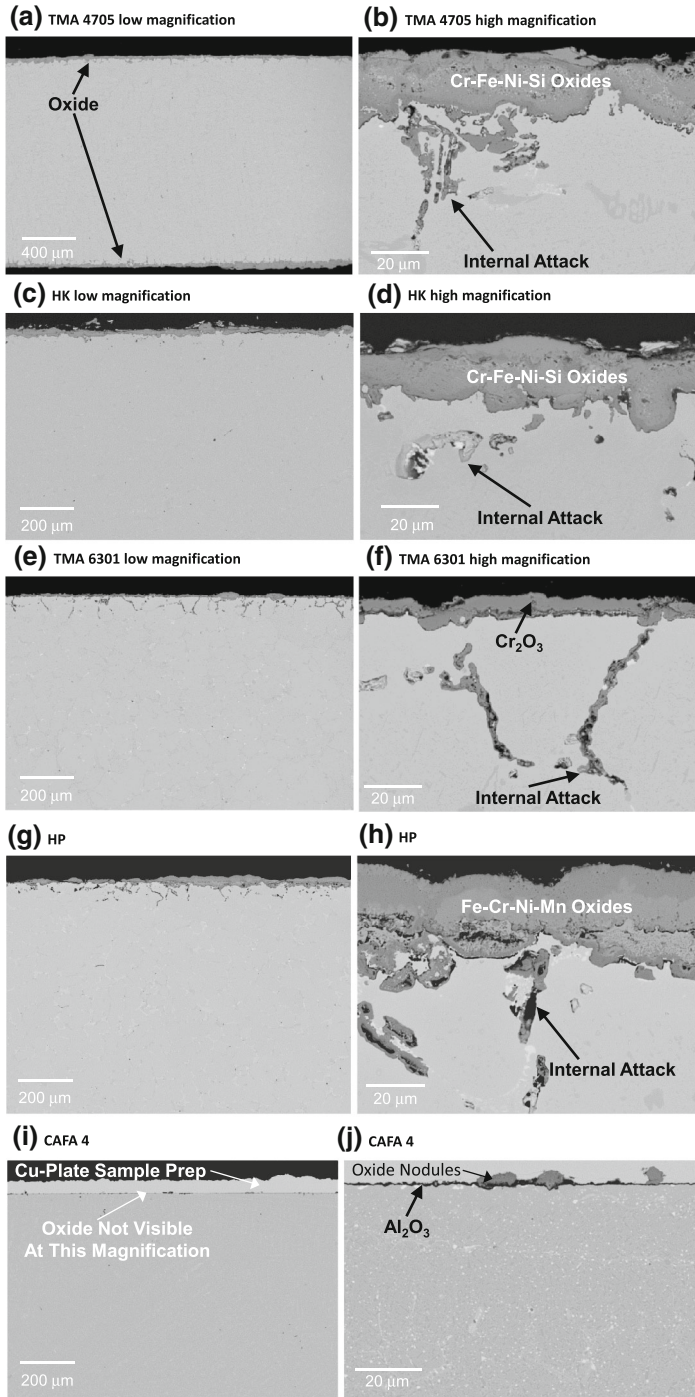 (a) TMA 4705 low magnification
Oxide
400 μm
(b) TMA 4705 high magnification
Cr-Fe-Ni-Si Oxides
Internal Attack
20 μm
(c) HK low magnification
200 μm
(d) HK high magnification
Cr-Fe-Ni-Si Oxides
Internal Attack
20 μm
(e) TMA 6301 low magnification
200 μm
(f) TMA 6301 high magnification
Cr₂O₃
Internal Attack
20 μm
(g) HP
200 μm
(h) HP
Fe-Cr-Ni-Mn Oxides
Internal Attack
20 μm
(i) CAFA 4
Cu-Plate Sample Prep
Oxide Not Visible
At This Magnification
200 μm
(j) CAFA 4
Oxide Nodules
Al₂O₃
20 μm